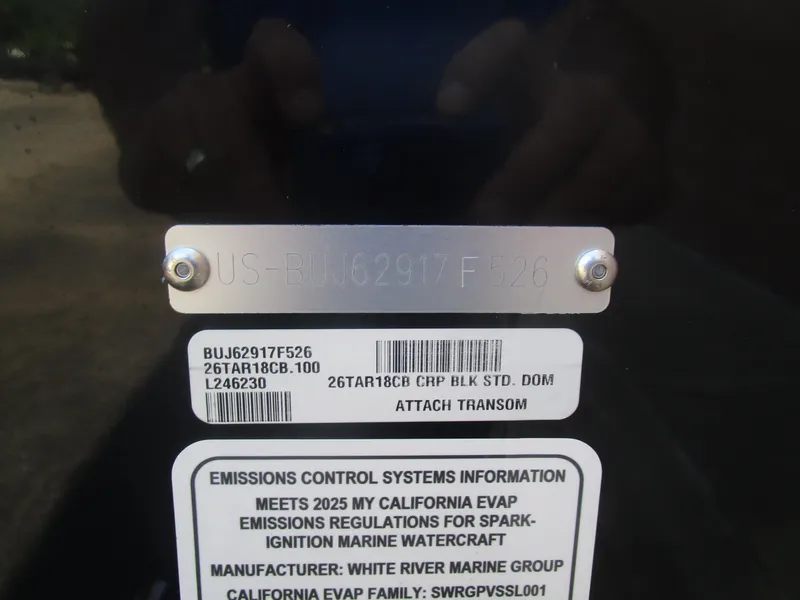 US-BUJ62917F526
BUJ62917F526
26TAR18CB.100
L246230
26TAR18CB CRP BLK STD. DOM
ATTACH TRANSOM
EMISSIONS CONTROL SYSTEMS INFORMATION
MEETS 2025 MY CALIFORNIA EVAP
EMISSIONS REGULATIONS FOR SPARK-
IGNITION MARINE WATERCRAFT
MANUFACTURER: WHITE RIVER MARINE GROUP
CALIFORNIA EVAP FAMILY: SWRGPVSSL001